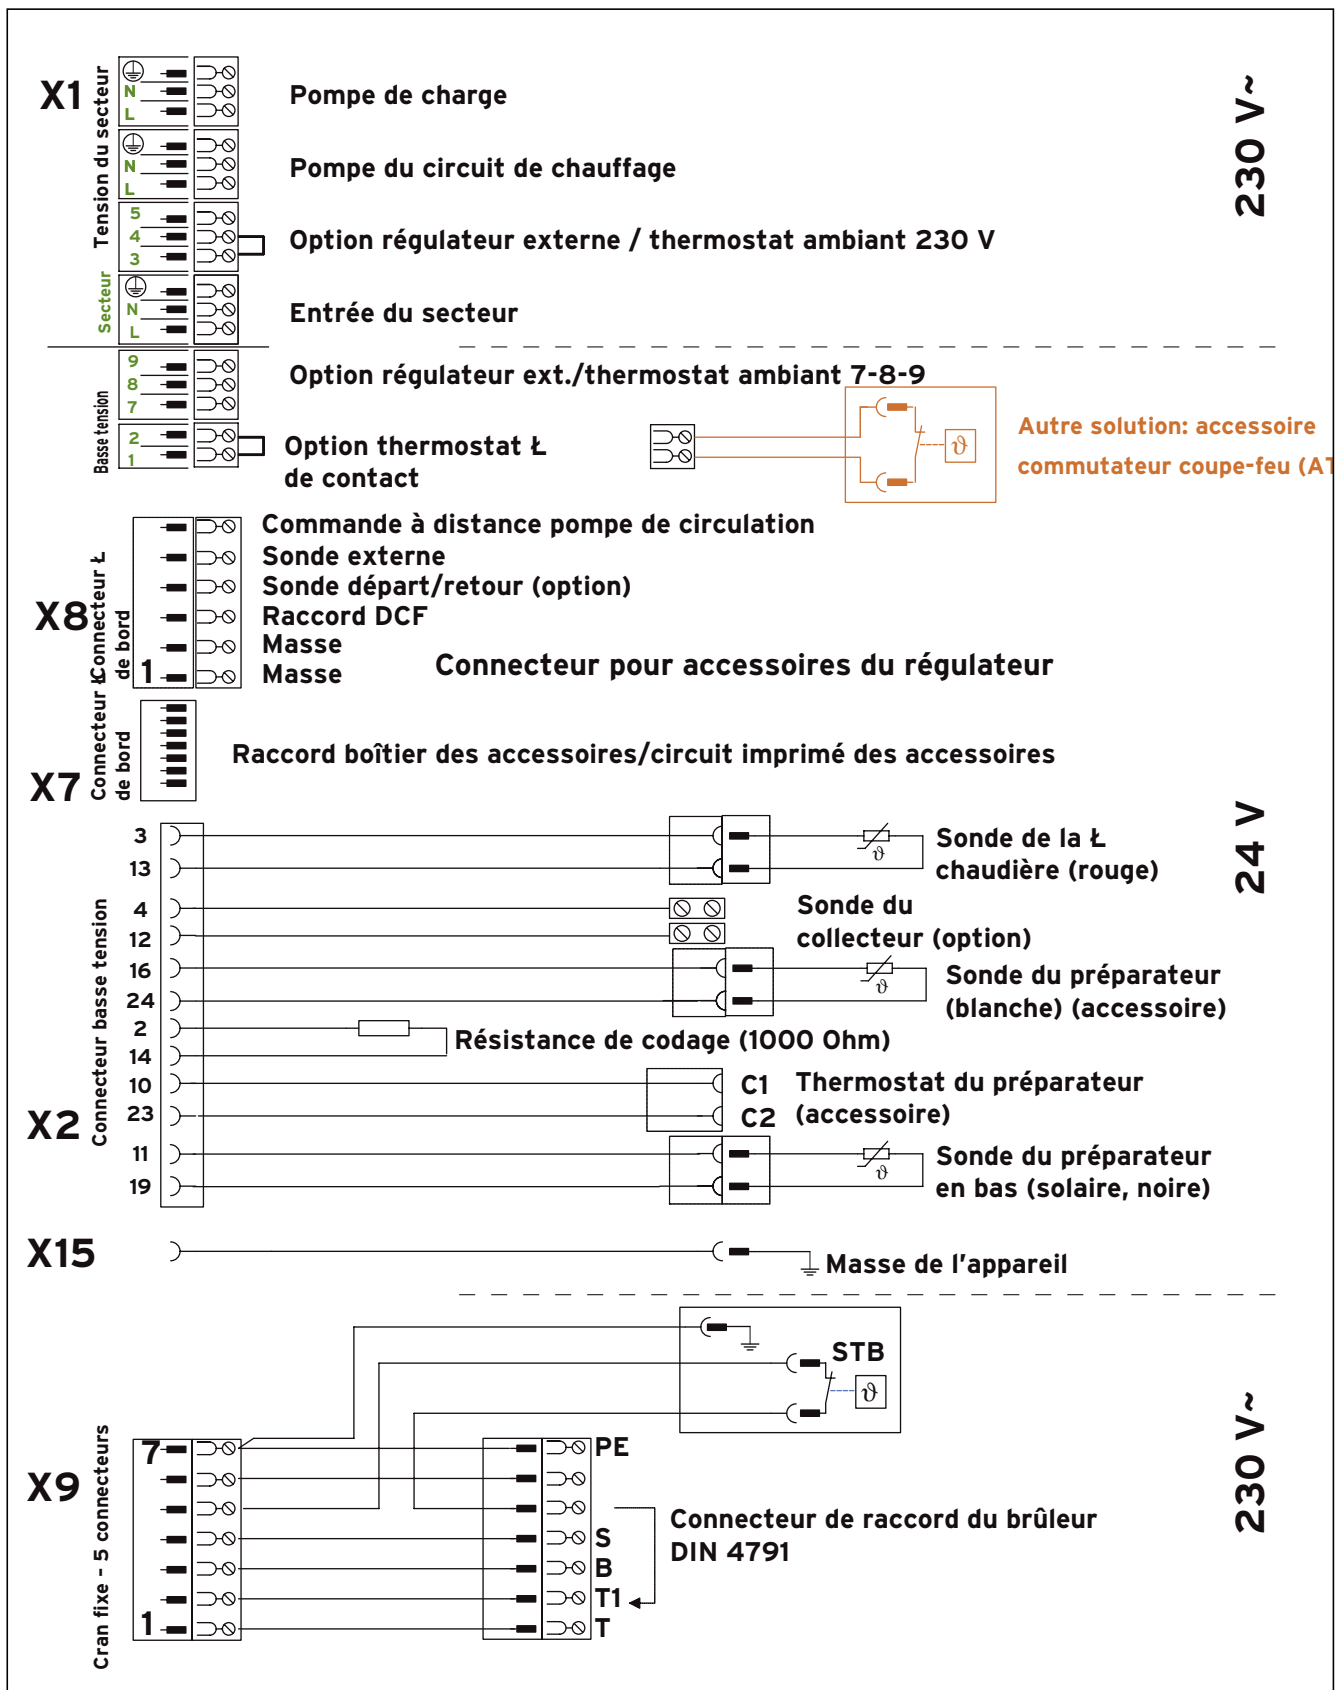 X1
Tension du secteur
N
L
Pompe de charge
230 V~
N
L
Pompe du circuit de chauffage
5
4
3
Option régulateur externe / thermostat ambiant 230 V
Secteur
N
L
Entrée du secteur
Basse tension
9
8
7
Option régulateur ext./thermostat ambiant 7-8-9
2
1
Option thermostat Ł
de contact
ϑ
Autre solution: accessoire
commutateur coupe-feu (AT
X8
Connecteur Ł
de bord
1
Commande à distance pompe de circulation
Sonde externe
Sonde départ/retour (option)
Raccord DCF
Masse
Masse
Connecteur pour accessoires du régulateur
X7
Connecteur Ł
de bord
Raccord boîtier des accessoires/circuit imprimé des accessoires
24 V
X2
Connecteur basse tension
3
13
ϑ
Sonde de la Ł
chaudière (rouge)
4
12
Sonde du
collecteur (option)
16
24
ϑ
Sonde du préparateur
(blanche) (accessoire)
2
14
Résistance de codage (1000 Ohm)
10
23
C1
C2
Thermostat du préparateur
(accessoire)
11
19
ϑ
Sonde du préparateur
en bas (solaire, noire)
X15
Masse de l'appareil
STB
ϑ
230 V~
X9
Cran fixe - 5 connecteurs
7
1
PE
S
B
T1
T
Connecteur de raccord du brûleur
DIN 4791